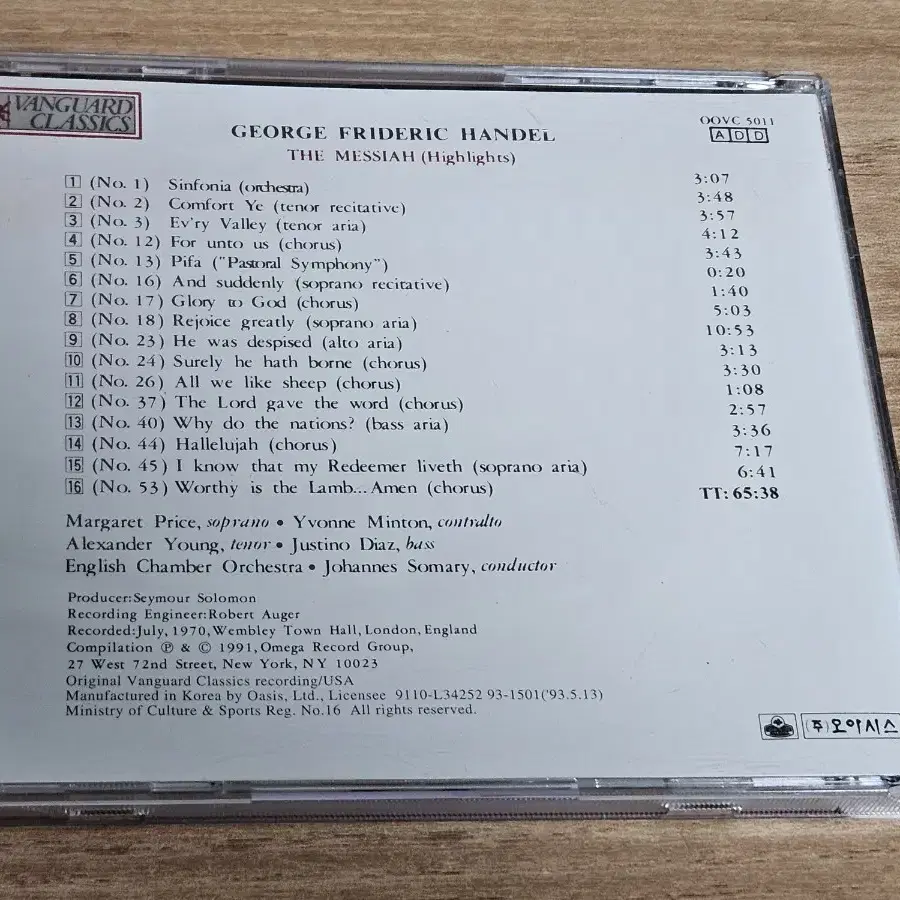 VANGUARD
CLASSICS
GEORGE FRIDERIC HANDEL
THE MESSIAH (Highlights)
OOVC 5011
ADD
1 (No. 1) Sinfonia (orchestra) 3:07
2 (No. 2) Comfort Ye (tenor recitative) 3:48
3 (No. 3) Ev'ry Valley (tenor aria) 3:57
4 (No. 12) For unto us (chorus) 4:12
5 (No. 13) Pifa ("Pastoral Symphony") 3:43
6 (No. 16) And suddenly (soprano recitative) 0:20
7 (No. 17) Glory to God (chorus) 1:40
8 (No. 18) Rejoice greatly (soprano aria) 5:03
9 (No. 23) He was despised (alto aria) 10:53
10 (No. 24) Surely he hath borne (chorus) 3:13
11 (No. 26) All we like sheep (chorus) 3:30
12 (No. 37) The Lord gave the word (chorus) 1:08
13 (No. 40) Why do the nations? (bass aria) 2:57
14 (No. 44) Hallelujah (chorus) 3:36
15 (No. 45) I know that my Redeemer liveth (soprano aria) 7:17
16 (No. 53) Worthy is the Lamb...Amen (chorus) 6:41
TT: 65:38
Margaret Price, soprano • Yvonne Minton, contralto
Alexander Young, tenor • Justino Diaz, bass
English Chamber Orchestra • Johannes Somary, conductor
Producer:Seymour Solomon
Recording Engineer:Robert Auger
Recorded:July, 1970, Wembley Town Hall, London, England
Compilation ℗ & © 1991, Omega Record Group,
27 West 72nd Street, New York, NY 10023
Original Vanguard Classics recording/USA
Manufactured in Korea by Oasis, Ltd., Licensee 9110-L34252 93-1501('93.5.13)
Ministry of Culture & Sports Reg. No.16 All rights reserved.
(주)오아시스